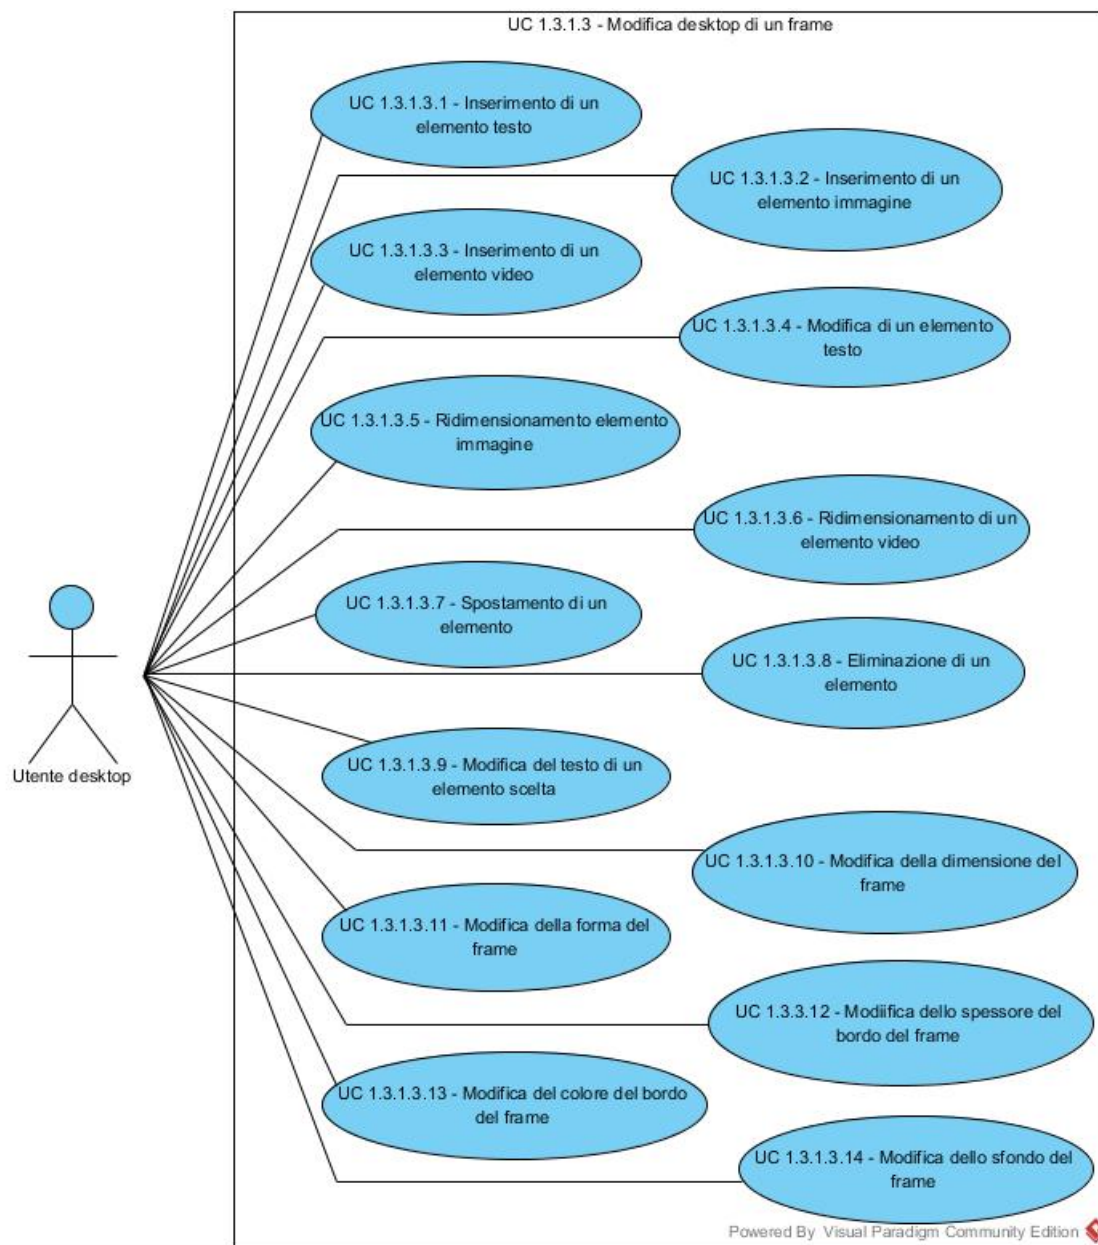 UC 1.3.1.3 - Modifica desktop di un frame
UC 1.3.1.3.1 - Inserimento di un
elemento testo
UC 1.3.1.3.2 - Inserimento di un
elemento immagine
UC 1.3.1.3.3 - Inserimento di un
elemento video
UC 1.3.1.3.4 - Modifica di un elemento
testo
UC 1.3.1.3.5 - Ridimensionamento elemento
immagine
UC 1.3.1.3.6 - Ridimensionamento di un
elemento video
UC 1.3.1.3.7 - Spostamento di un
elemento
UC 1.3.1.3.8 - Eliminazione di un
elemento
Utente desktop
UC 1.3.1.3.9 - Modifica del testo di un
elemento scelta
UC 1.3.1.3.10 - Modifica della dimensione del
frame
UC 1.3.1.3.11 - Modifica della forma del
frame
UC 1.3.3.12 - Modiifica dello spessore del
bordo del frame
UC 1.3.1.3.13 - Modifica del colore del bordo
del frame
UC 1.3.1.3.14 - Modifica dello sfondo del
frame
Powered By Visual Paradigm Community Edition